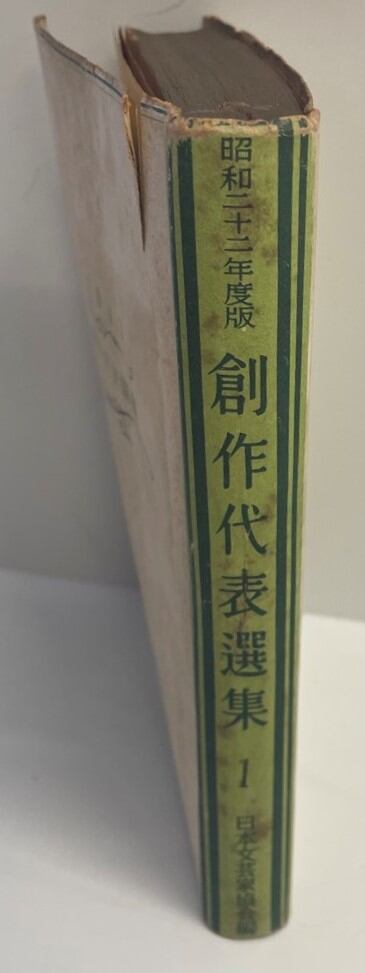 昭和二十二年度版
創作代表選集
1
日本文芸家協会編